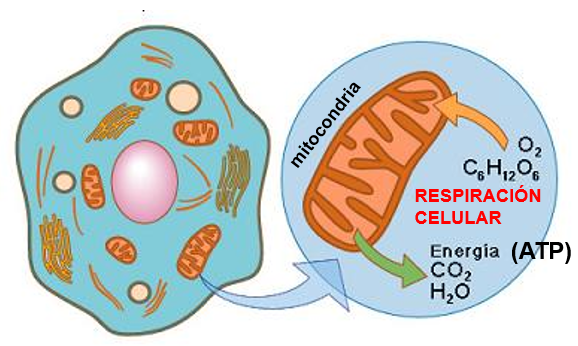 mitocondria
O₂
C₆H₁₂O₆
RESPIRACIÓN
CELULAR
Energía (ATP)
CO₂
H₂O